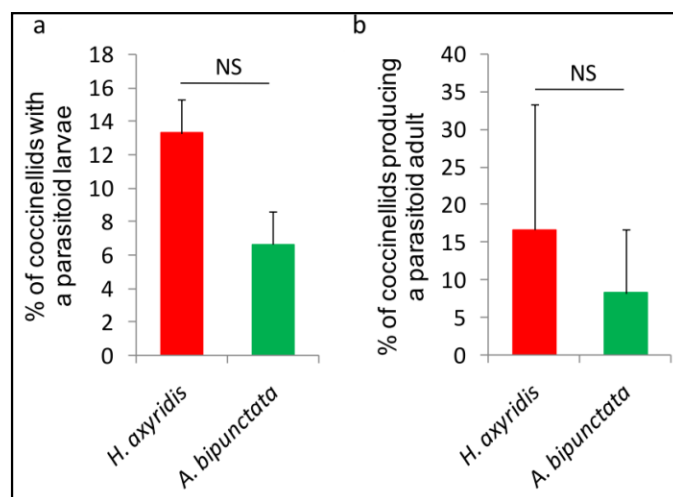 a
% of coccinellids with
a parasitoid larvae
18
16
14
12
10
8
6
4
2
0
NS
H. axyridis
A. bipunctata
b
% of coccinellids producing
a parasitoid adult
40
35
30
25
20
15
10
5
0
NS
H. axyridis
A. bipunctata